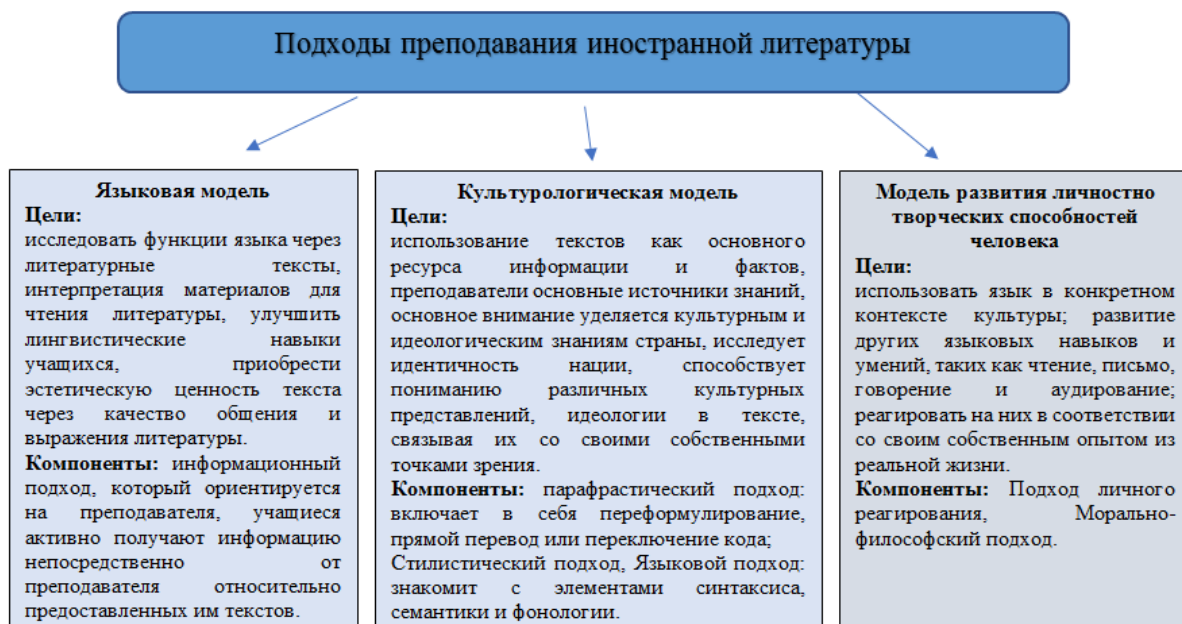 Подходы преподавания иностранной литературы
Языковая модель
Цели:
исследовать функции языка через
литературные тексты,
интерпретация материалов для
чтения литературы, улучшить
лингвистические навыки
учащихся, приобрести
эстетическую ценность текста
через качество общения и
выражения литературы.
Компоненты: информационный
подход, который ориентируется
на преподавателя, учащиеся
активно получают информацию
непосредственно от
преподавателя относительно
предоставленных им текстов.
Культурологическая модель
Цели:
использование текстов как основного
ресурса информации и фактов,
преподаватели основные источники знаний,
основное внимание уделяется культурным и
идеологическим знаниям страны, исследует
идентичность нации, способствует
пониманию различных культурных
представлений, идеологии в тексте,
связывая их со своими собственными
точками зрения.
Компоненты: парафрастический подход:
включает в себя переформулирование,
прямой перевод или переключение кода;
Стилистический подход, Языковой подход:
знакомит с элементами синтаксиса,
семантики и фонологии.
Модель развития личностно
творческих способностей
человека
Цели:
использовать язык в конкретном
контексте культуры; развитие
других языковых навыков и
умений, таких как чтение, письмо,
говорение и аудирование;
реагировать на них в соответствии
со своим собственным опытом из
реальной жизни.
Компоненты: Подход личного
реагирования, Морально-
философский подход.